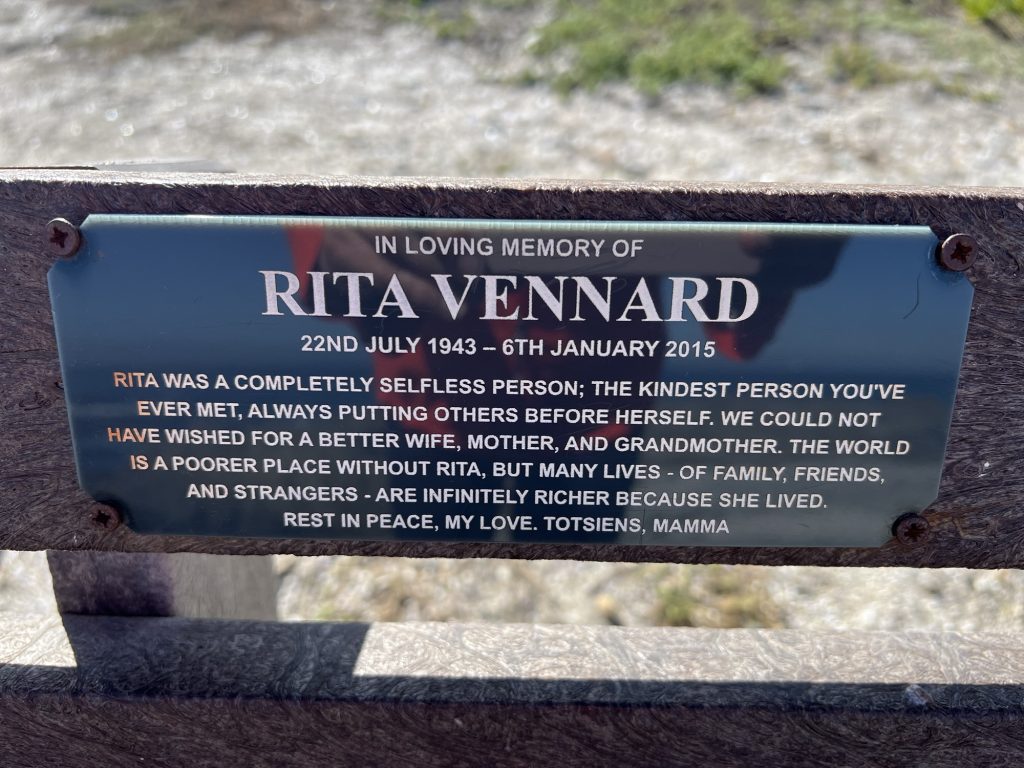 IN LOVING MEMORY OF
RITA VENNARD
22ND JULY 1943 – 6TH JANUARY 2015
RITA WAS A COMPLETELY SELFLESS PERSON; THE KINDEST PERSON YOU'VE
EVER MET, ALWAYS PUTTING OTHERS BEFORE HERSELF. WE COULD NOT
HAVE WISHED FOR A BETTER WIFE, MOTHER, AND GRANDMOTHER. THE WORLD
IS A POORER PLACE WITHOUT RITA, BUT MANY LIVES - OF FAMILY, FRIENDS,
AND STRANGERS - ARE INFINITELY RICHER BECAUSE SHE LIVED.
REST IN PEACE, MY LOVE. TOTSIENS, MAMMA